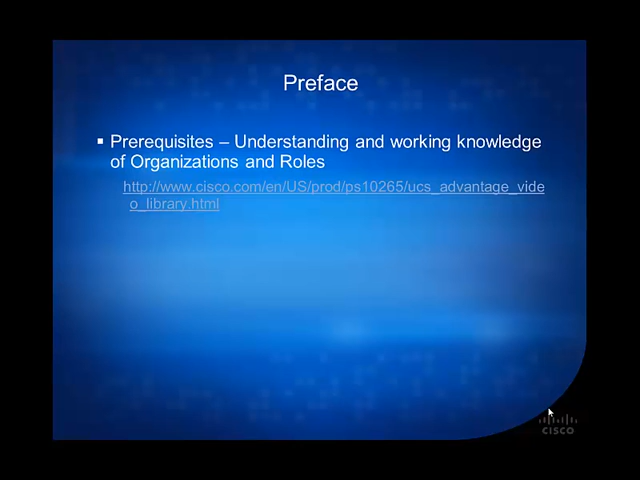 Preface
▪ Prerequisites – Understanding and working knowledge
of Organizations and Roles
http://www.cisco.com/en/US/prod/ps10265/ucs_advantage_vide
o_library.html
CISCO